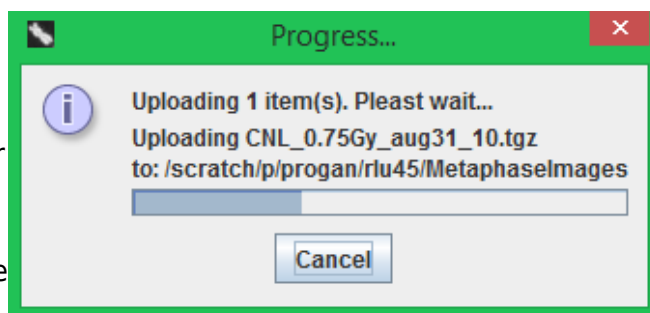 Progress...
Uploading 1 item(s). Pleast wait...
Uploading CNL_0.75Gy_aug31_10.tgz
to: /scratch/p/progan/rlu45/MetaphaseImages
Cancel